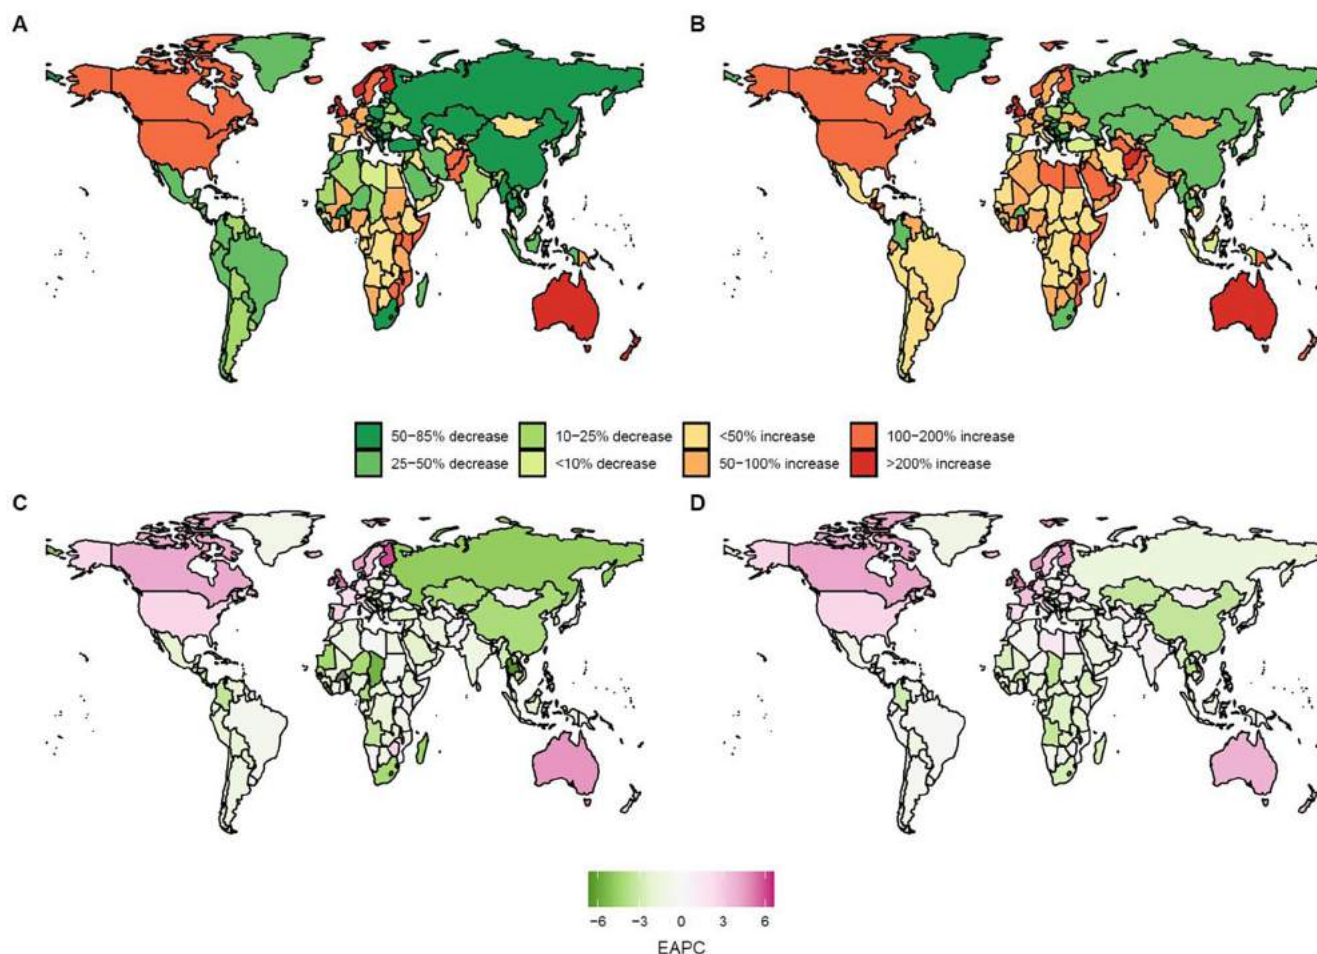 A
B
50−85% decrease
10−25% decrease
<50% increase
100−200% increase
25−50% decrease
<10% decrease
50−100% increase
>200% increase
C
D
−6
−3
0
3
6
EAPC